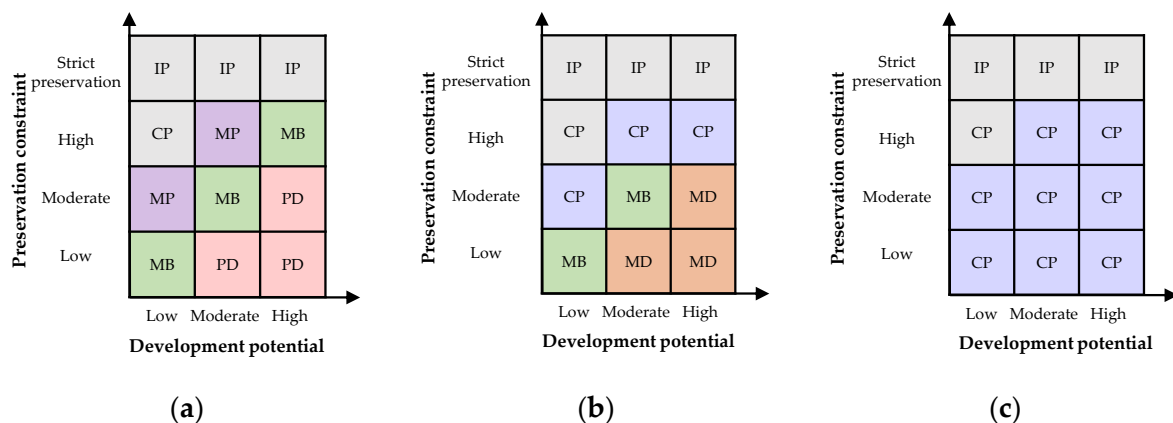 Preservation constraint
Strict
preservation
High
Moderate
Low
IP IP IP
CP MP MB
MP MB PD
MB PD PD
Low Moderate High
Development potential
(a)
Preservation constraint
Strict
preservation
High
Moderate
Low
IP IP IP
CP CP CP
CP MB MD
MB MD MD
Low Moderate High
Development potential
(b)
Preservation constraint
Strict
preservation
High
Moderate
Low
IP IP IP
CP CP CP
CP CP CP
CP CP CP
Low Moderate High
Development potential
(c)